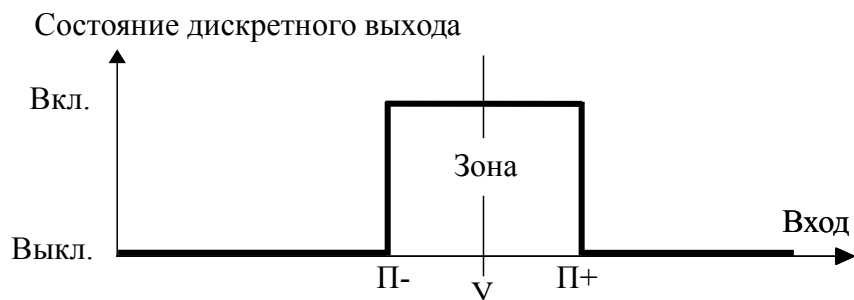 Состояние дискретного выхода
Вкл.
Зона
Вход
Выкл.
П- V П+